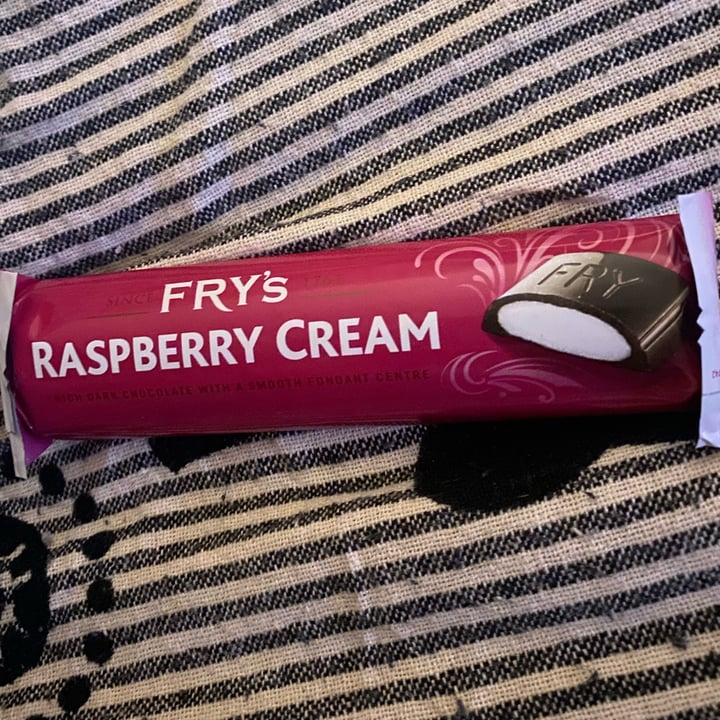 SINCE FRY'S 1761
RASPBERRY CREAM
RICH DARK CHOCOLATE WITH A SMOOTH FONDANT CENTRE
FRY